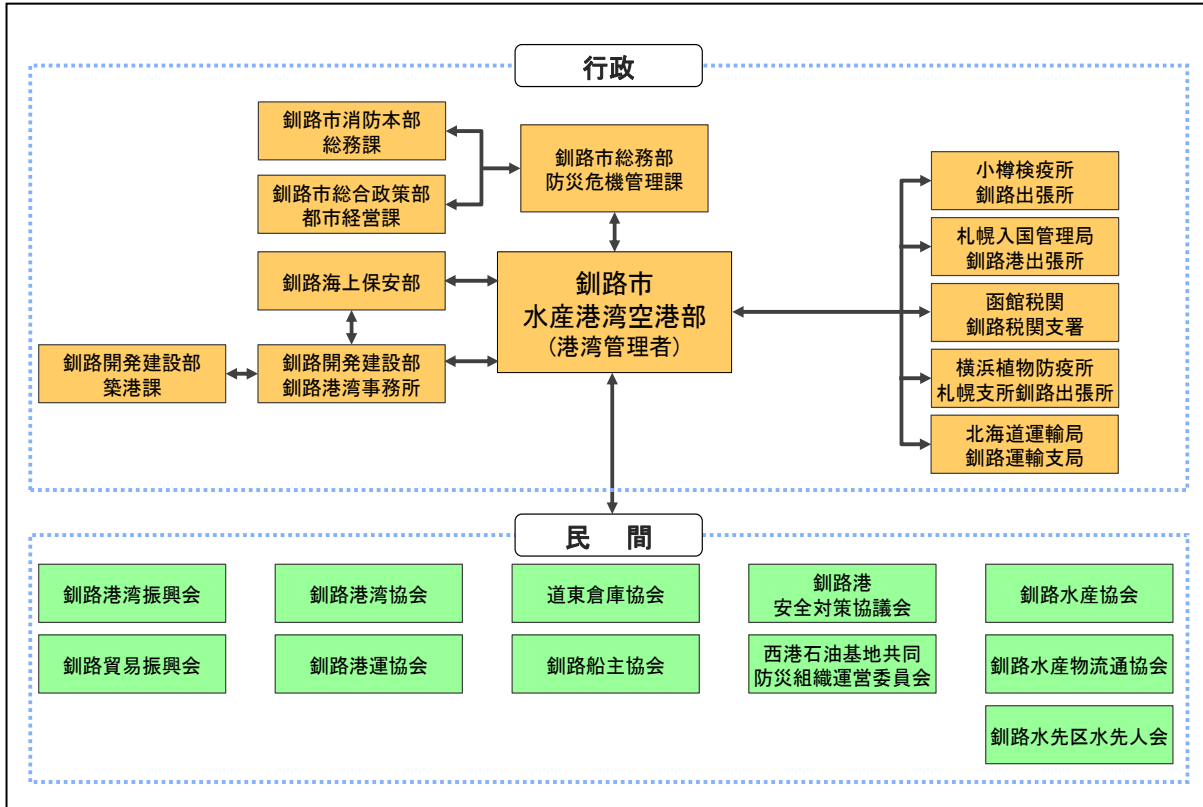 行政
釧路市消防本部
総務課
釧路市総合政策部
都市経営課
釧路市総務部
防災危機管理課
釧路海上保安部
釧路開発建設部
築港課
釧路開発建設部
釧路港湾事務所
釧路市
水産港湾空港部
(港湾管理者)
小樽検疫所
釧路出張所
札幌入国管理局
釧路港出張所
函館税関
釧路税関支署
横浜植物防疫所
札幌支所釧路出張所
北海道運輸局
釧路運輸支局
民 間
釧路港湾振興会
釧路港湾協会
道東倉庫協会
釧路港
安全対策協議会
釧路水産協会
釧路貿易振興会
釧路港運協会
釧路船主協会
西港石油基地共同
防災組織運営委員会
釧路水産物流通協会
釧路水先区水先人会